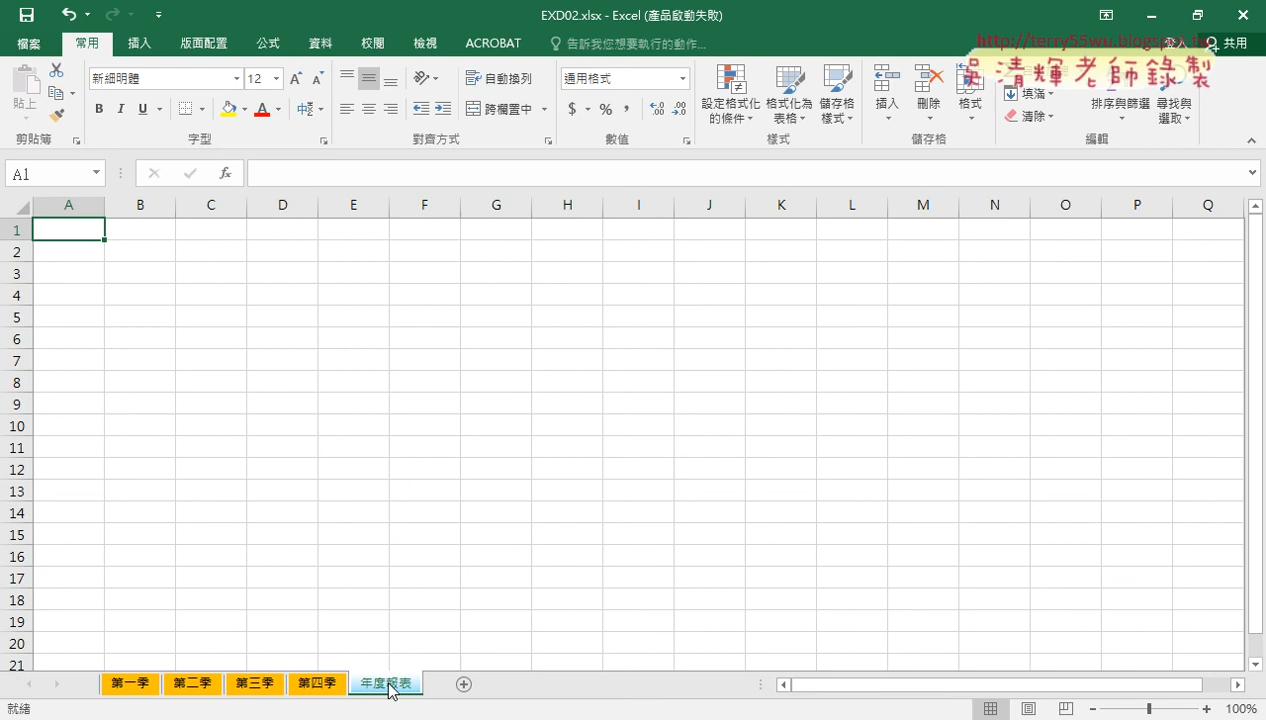 EXD02.xlsx - Excel (產品啟動失敗)
檔案 常用 插入 版面配置 公式 資料 校閱 檢視 ACROBAT 告訴我您想要執行的動作... 登入 共用
http://terry55wu.blogspot.tw
吳清輝老師錄製
貼上 新細明體 12 自動換列 通用格式
B I U 中 跨欄置中 $ % ,
設定格式化的條件 格式化為表格 儲存格樣式 插入 刪除 格式 填滿 清除 排序與篩選 尋找與選取
剪貼簿 字型 對齊方式 數值 樣式 儲存格 編輯
A1 fx
A B C D E F G H I J K L M N O P Q
1
2
3
4
5
6
7
8
9
10
11
12
13
14
15
16
17
18
19
20
21
第一季 第二季 第三季 第四季 年度報表
就緒 100%